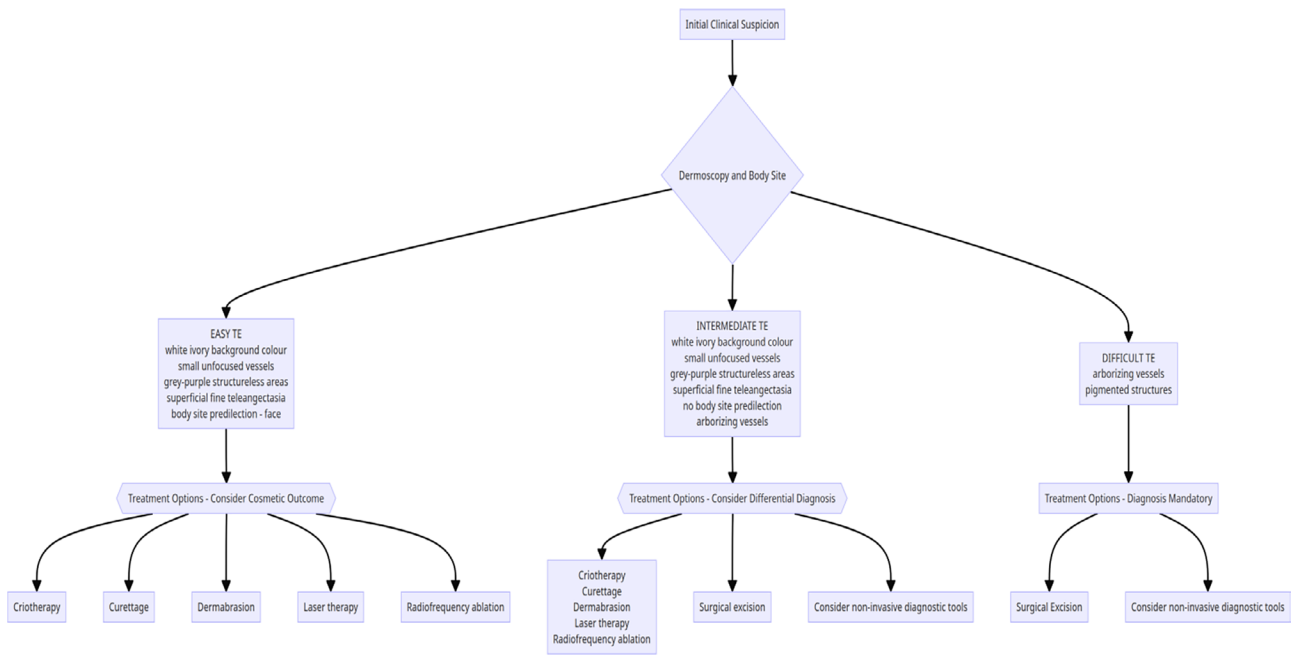 Initial Clinical Suspicion
Dermoscopy and Body Site
EASY TE
white ivory background colour
small unfocused vessels
grey-purple structureless areas
superficial fine teleangectasia
body site predilection - face
INTERMEDIATE TE
white ivory background colour
small unfocused vessels
grey-purple structureless areas
superficial fine teleangectasia
no body site predilection
arborizing vessels
DIFFICULT TE
arborizing vessels
pigmented structures
Treatment Options - Consider Cosmetic Outcome
Treatment Options - Consider Differential Diagnosis
Treatment Options - Diagnosis Mandatory
Criotherapy
Curettage
Dermabrasion
Laser therapy
Radiofrequency ablation
Criotherapy
Curettage
Dermabrasion
Laser therapy
Radiofrequency ablation
Surgical excision
Consider non-invasive diagnostic tools
Surgical Excision
Consider non-invasive diagnostic tools